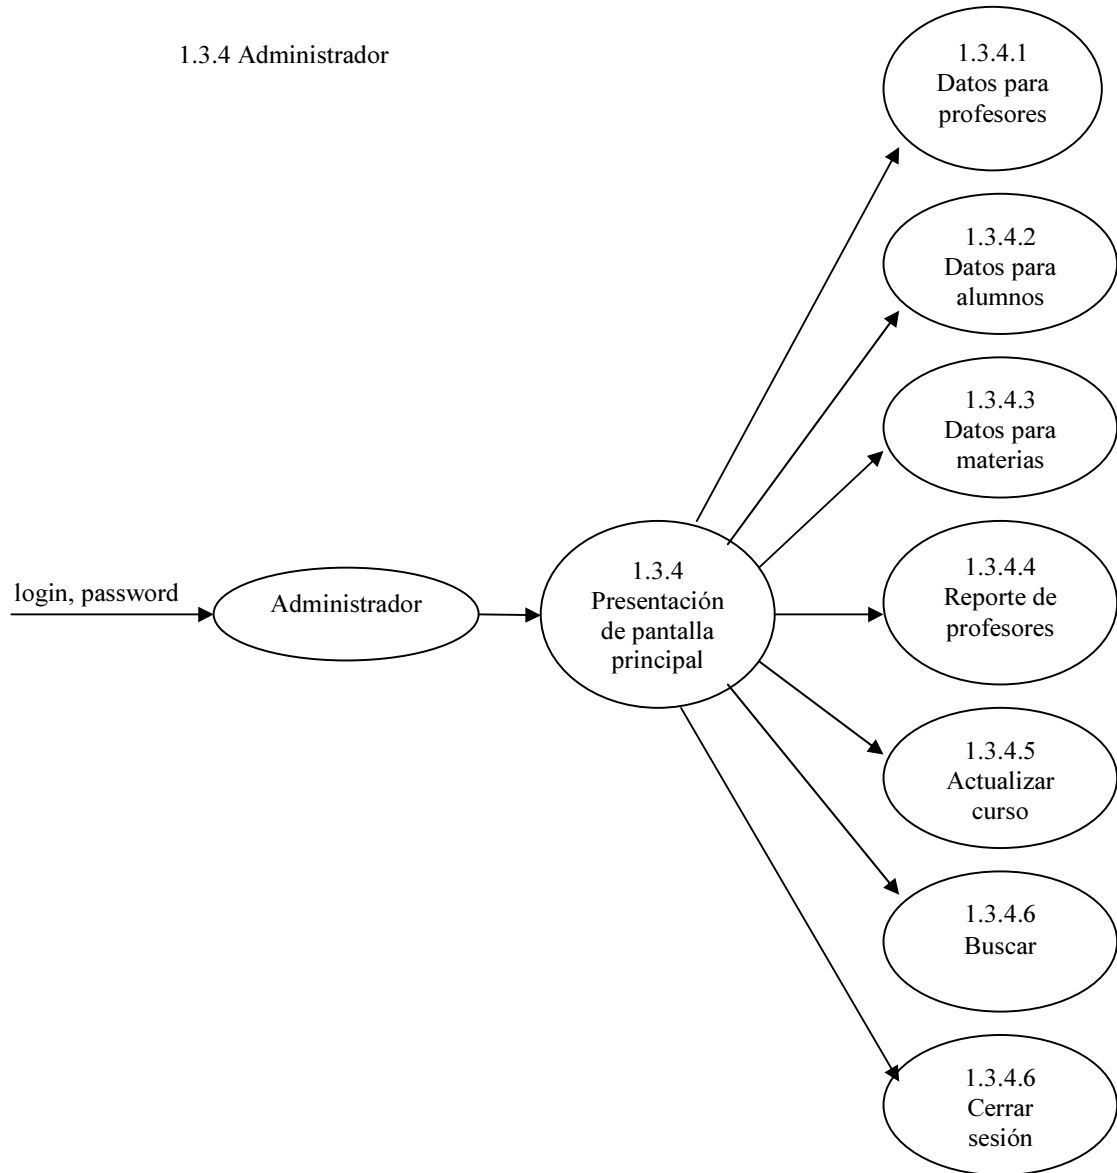 1.3.4 Administrador
1.3.4.1
Datos para
profesores
1.3.4.2
Datos para
alumnos
1.3.4.3
Datos para
materias
login, password
Administrador
1.3.4
Presentación
de pantalla
principal
1.3.4.4
Reporte de
profesores
1.3.4.5
Actualizar
curso
1.3.4.6
Buscar
1.3.4.6
Cerrar
sesión